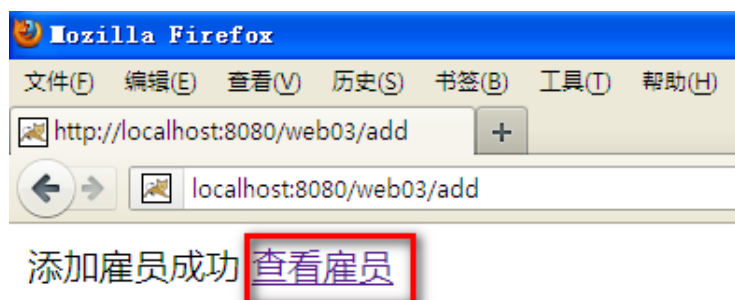 Mozilla Firefox
文件(F) 编辑(E) 查看(V) 历史(S) 书签(B) 工具(T) 帮助(H)
http://localhost:8080/web03/add +
localhost:8080/web03/add
添加雇员成功 查看雇员